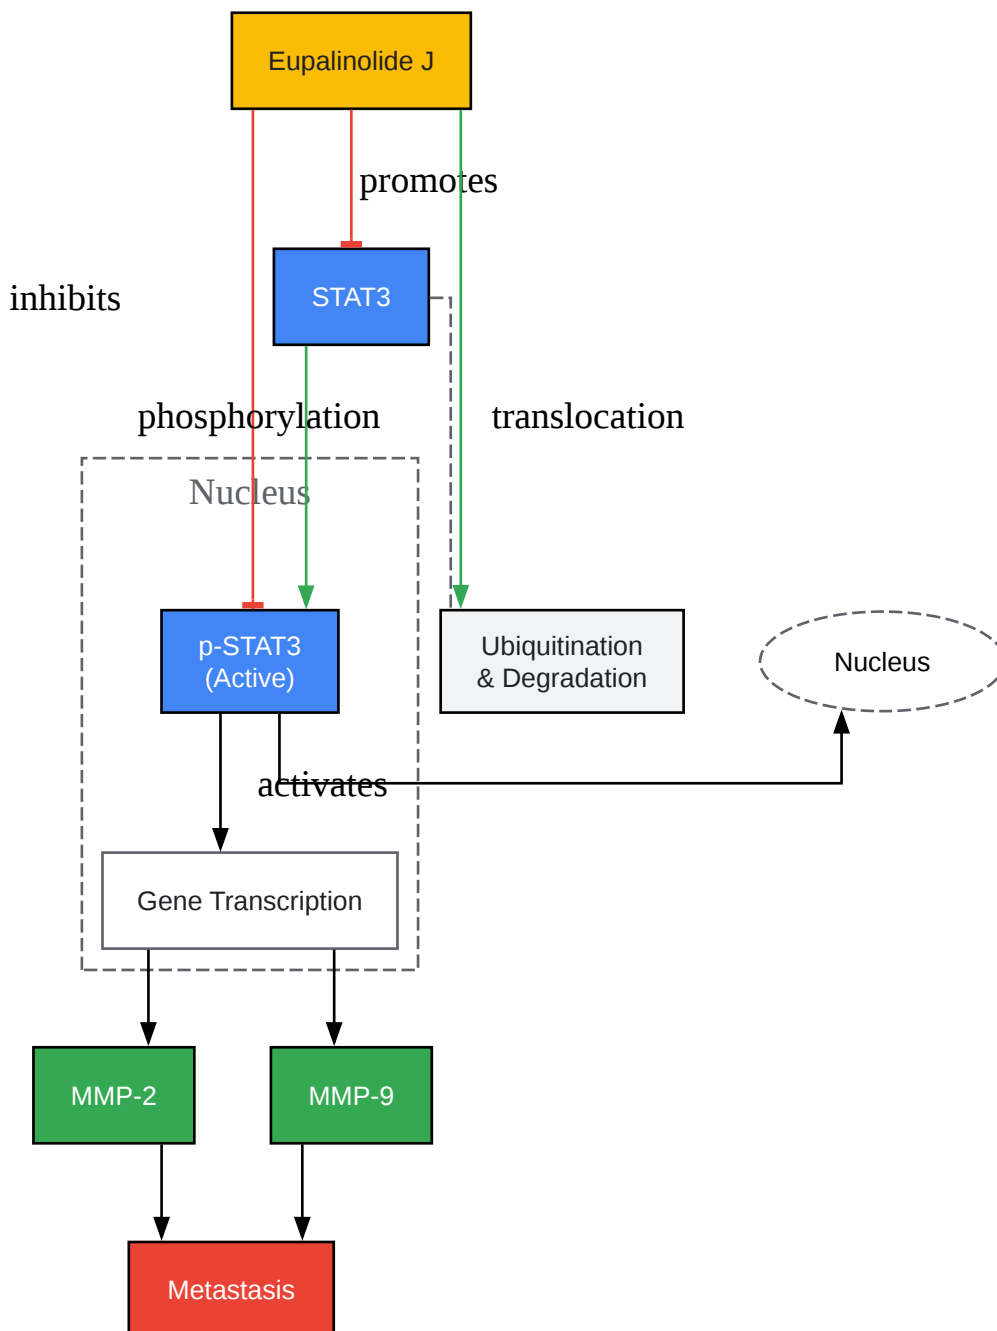 Eupalinolide J
promotes
inhibits
STAT3
phosphorylation
translocation
Nucleus
p-STAT3
(Active)
Ubiquitination
& Degradation
Nucleus
activates
Gene Transcription
MMP-2
MMP-9
Metastasis